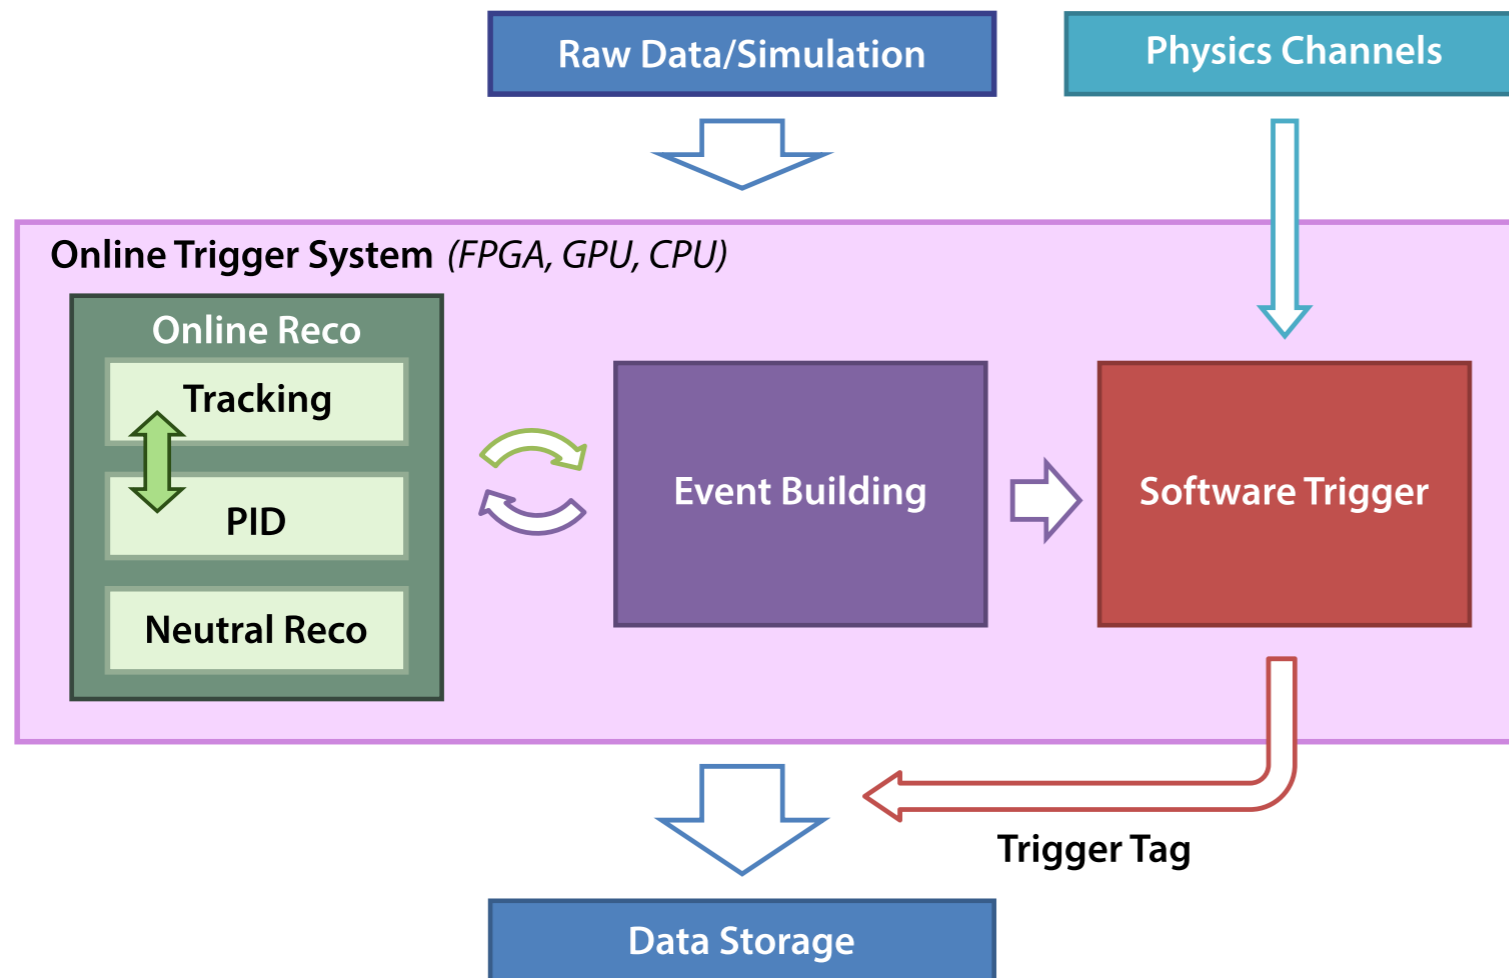 Raw Data/Simulation
Physics Channels
Online Trigger System (FPGA, GPU, CPU)
Online Reco
Tracking
PID
Neutral Reco
Event Building
Software Trigger
Trigger Tag
Data Storage